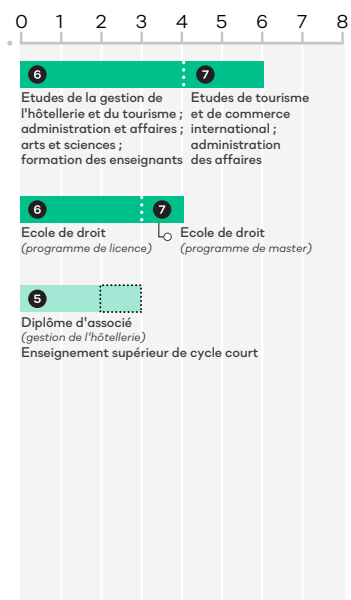 0 1 2 3 4 5 6 7 8
6 7
Etudes de la gestion de
l'hôtellerie et du tourisme ;
administration et affaires ;
arts et sciences ;
formation des enseignants
Etudes de tourisme
et de commerce
international ;
administration
des affaires
6 7
Ecole de droit
(programme de licence)
Ecole de droit
(programme de master)
5
Diplôme d'associé
(gestion de l'hôtellerie)
Enseignement supérieur de cycle court